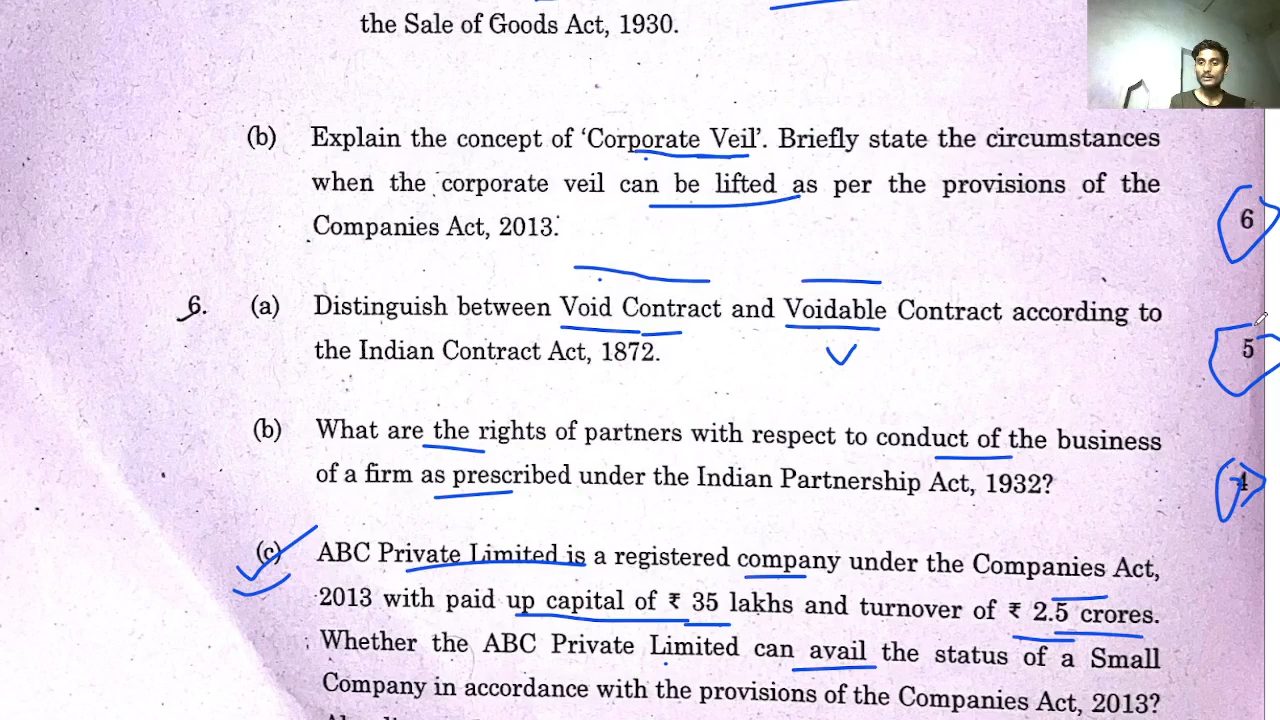 the Sale of Goods Act, 1930.
(b) Explain the concept of ‘Corporate Veil’. Briefly state the circumstances
when the corporate veil can be lifted as per the provisions of the
Companies Act, 2013.
6
6. (a) Distinguish between Void Contract and Voidable Contract according to
the Indian Contract Act, 1872.
5
(b) What are the rights of partners with respect to conduct of the business
of a firm as prescribed under the Indian Partnership Act, 1932?
4
(c) ABC Private Limited is a registered company under the Companies Act,
2013 with paid up capital of ₹ 35 lakhs and turnover of ₹ 2.5 crores.
Whether the ABC Private Limited can avail the status of a Small
Company in accordance with the provisions of the Companies Act, 2013?